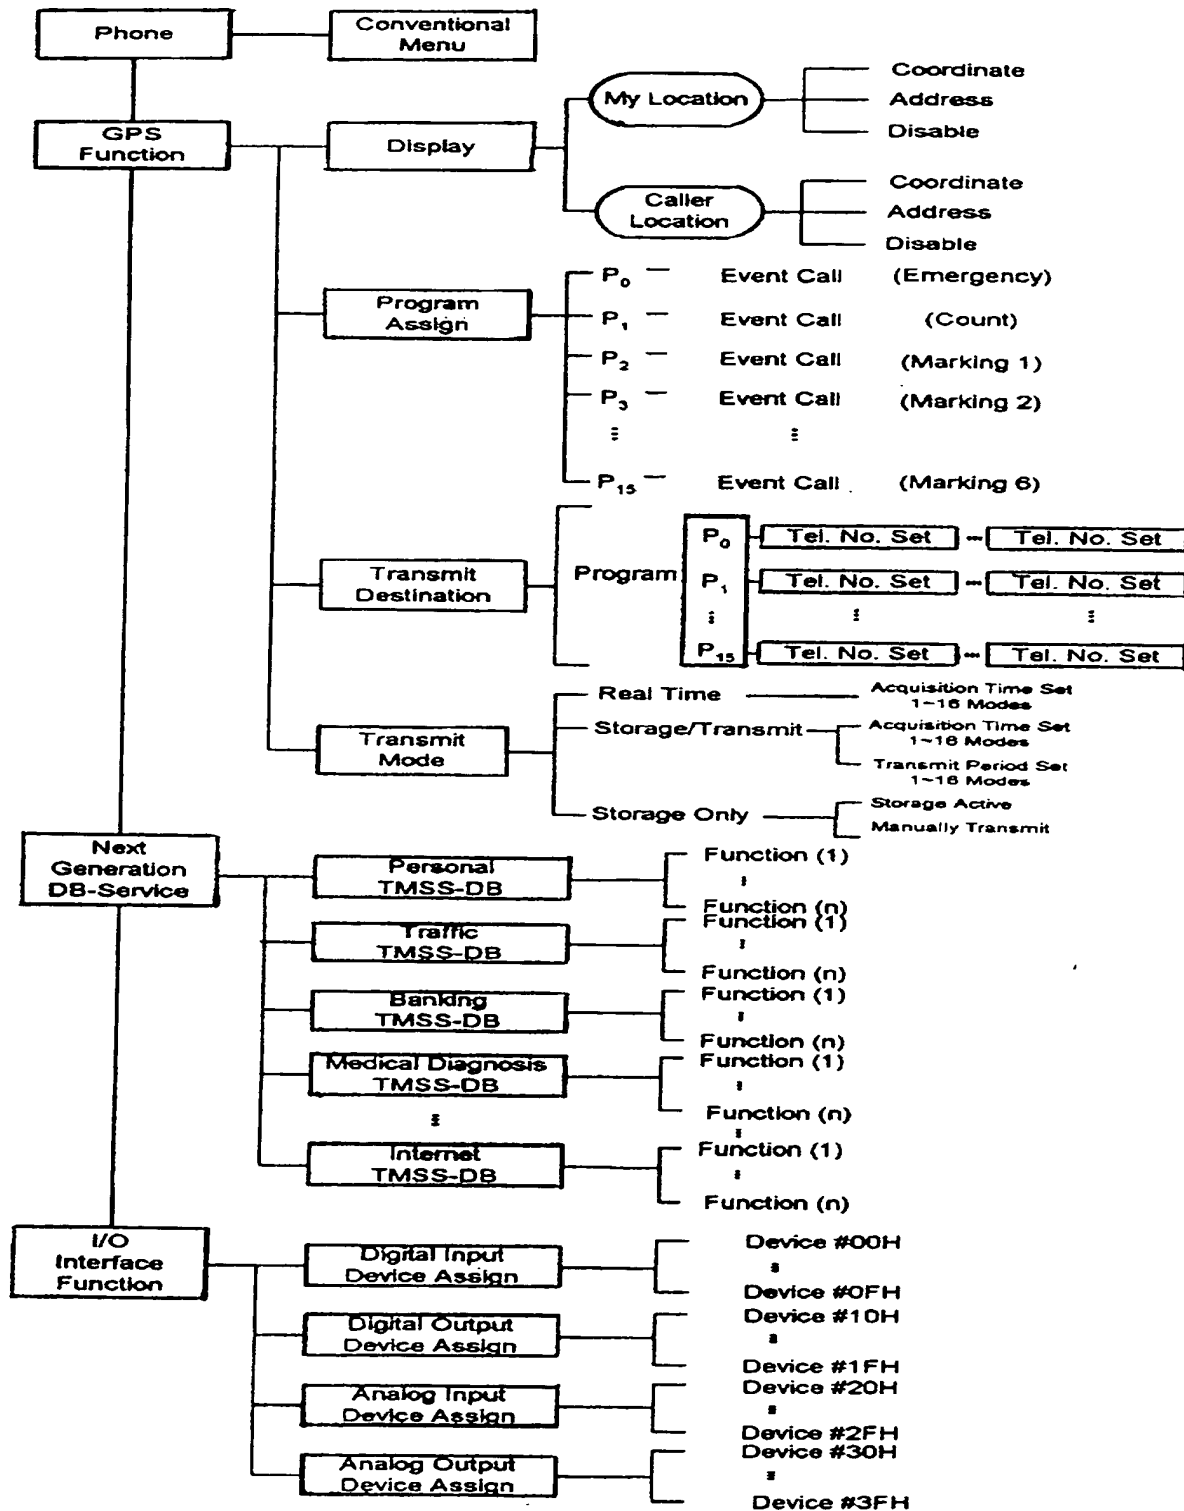 Phone
Conventional
Menu
GPS
Function
Display
My Location
Coordinate
Address
Disable
Caller
Location
Coordinate
Address
Disable
Program
Assign
P0 — Event Call (Emergency)
P1 — Event Call (Count)
P2 — Event Call (Marking 1)
P3 — Event Call (Marking 2)
P15 — Event Call (Marking 6)
Transmit
Destination
Program
P0 Tel. No. Set ••• Tel. No. Set
P1 Tel. No. Set ••• Tel. No. Set
P15 Tel. No. Set ••• Tel. No. Set
Transmit
Mode
Real Time
Acquisition Time Set
1~16 Modes
Storage/Transmit
Acquisition Time Set
1~16 Modes
Transmit Period Set
1~16 Modes
Storage Only
Storage Active
Manually Transmit
Next
Generation
DB-Service
Personal
TMSS-DB
Function (1)
Function (n)
Traffic
TMSS-DB
Function (1)
Function (n)
Banking
TMSS-DB
Function (1)
Function (n)
Medical Diagnosis
TMSS-DB
Function (1)
Function (n)
Internet
TMSS-DB
Function (1)
Function (n)
I/O
Interface
Function
Digital Input
Device Assign
Device #00H
Device #0FH
Digital Output
Device Assign
Device #10H
Device #1FH
Analog Input
Device Assign
Device #20H
Device #2FH
Analog Output
Device Assign
Device #30H
Device #3FH